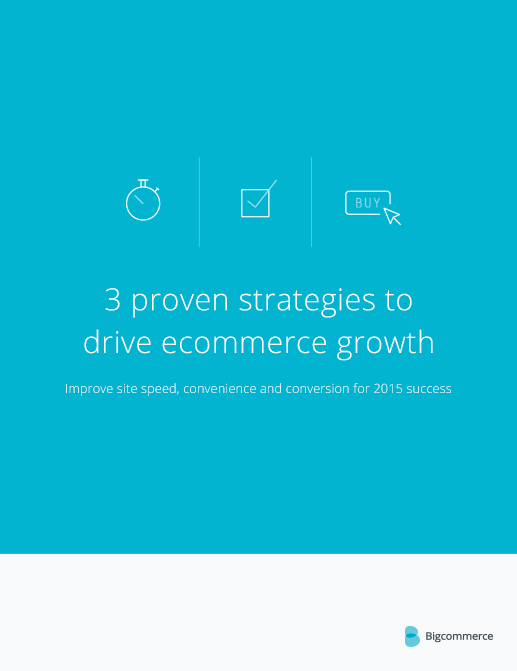 BUY
3 proven strategies to
drive ecommerce growth
Improve site speed, convenience and conversion for 2015 success
Bigcommerce